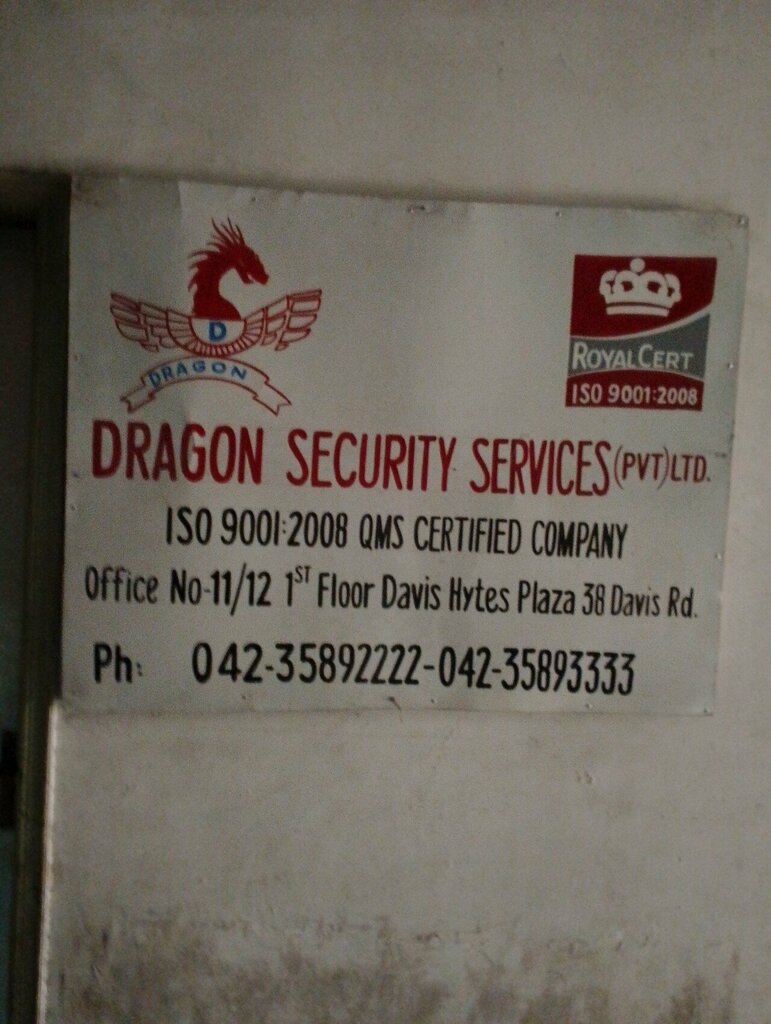 D
DRAGON
ROYALCERT
ISO 9001:2008
DRAGON SECURITY SERVICES (PVT) LTD.
ISO 9001:2008 QMS CERTIFIED COMPANY
Office No-11/12 1ST Floor Davis Hytes Plaza 38 Davis Rd.
Ph: 042-35892222-042-35893333